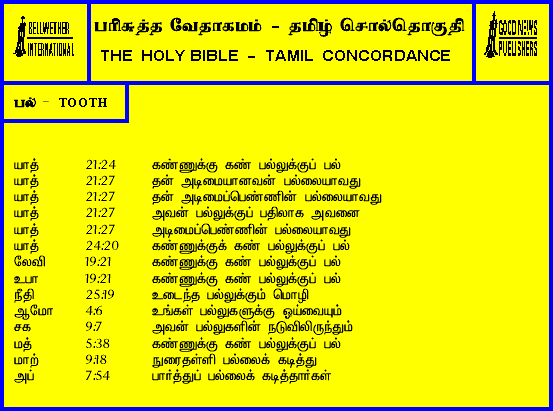 BELLWETHER
INTERNATIONAL
பரிசுத்த வேதாகமம் - தமிழ் சொல்தொகுதி
THE HOLY BIBLE - TAMIL CONCORDANCE
GOOD NEWS
PUBLISHERS
பல் - TOOTH
யாத் 21:24 கண்ணுக்கு கண் பல்லுக்குப் பல்
யாத் 21:27 தன் அடிமையானவன் பல்லையாவது
யாத் 21:27 தன் அடிமைப்பெண்ணின் பல்லையாவது
யாத் 21:27 அவன் பல்லுக்குப் பதிலாக அவனை
யாத் 21:27 அடிமைப்பெண்ணின் பல்லையாவது
யாத் 24:20 கண்ணுக்குக் கண் பல்லுக்குப் பல்
லேவி 19:21 கண்ணுக்கு கண் பல்லுக்குப் பல்
உபா 19:21 கண்ணுக்கு கண் பல்லுக்குப் பல்
நீதி 25:19 உடைந்த பல்லுக்கும் மொழி
ஆமோ 4:6 உங்கள் பல்லுகளுக்கு ஓய்வையும்
சக 9:7 அவன் பல்லுகளின் நடுவிலிருந்தும்
மத் 5:38 கண்ணுக்கு கண் பல்லுக்குப் பல்
மாற் 9:18 நுரைதள்ளி பல்லைக் கடித்து
அப் 7:54 பார்த்துப் பல்லைக் கடித்தார்கள்